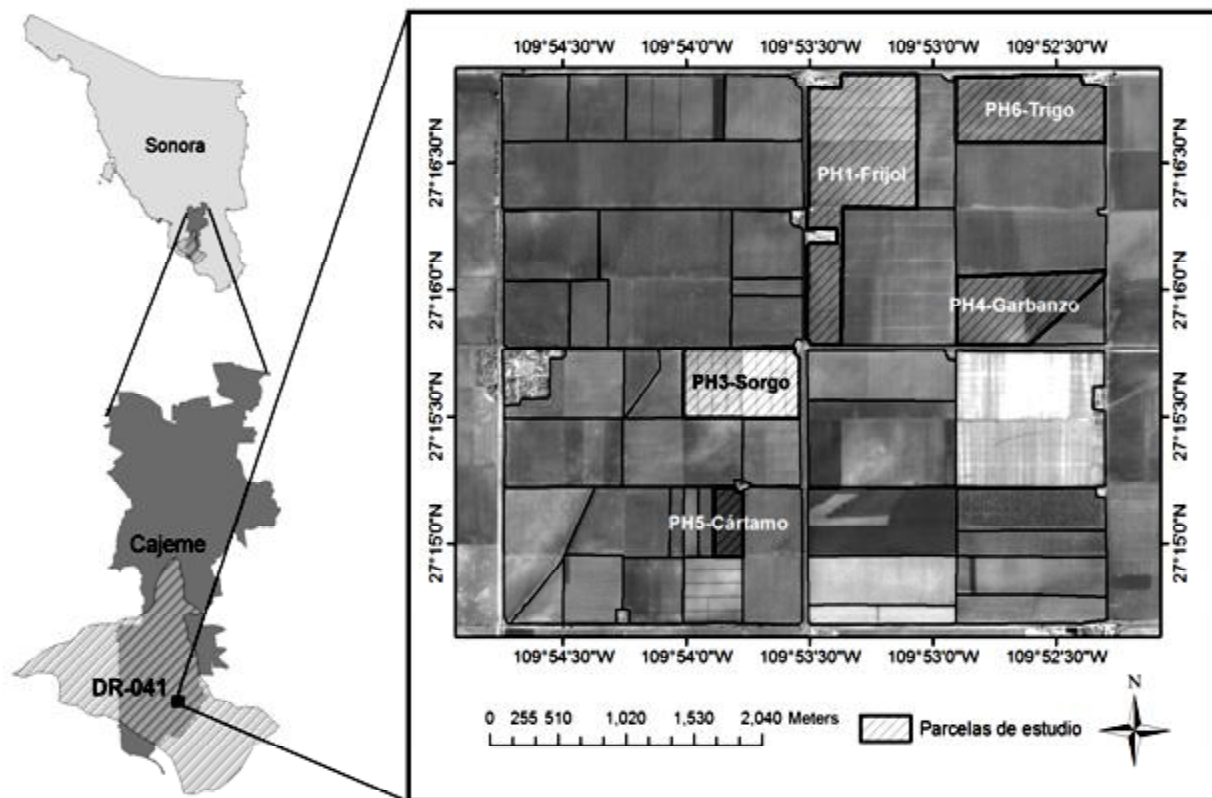 Sonora
Cajeme
DR-041
109°54'30"W 109°54'0"W 109°53'30"W 109°53'0"W 109°52'30"W
27°16'30"N
27°16'0"N
27°15'30"N
27°15'0"N
PH6-Trigo
PH1-Frijol
PH4-Garbanzo
PH3-Sorgo
PH5-Cártamo
27°16'30"N
27°16'0"N
27°15'30"N
27°15'0"N
109°54'30"W 109°54'0"W 109°53'30"W 109°53'0"W 109°52'30"W
0 255 510 1,020 1,530 2,040 Meters
Parcelas de estudio
N